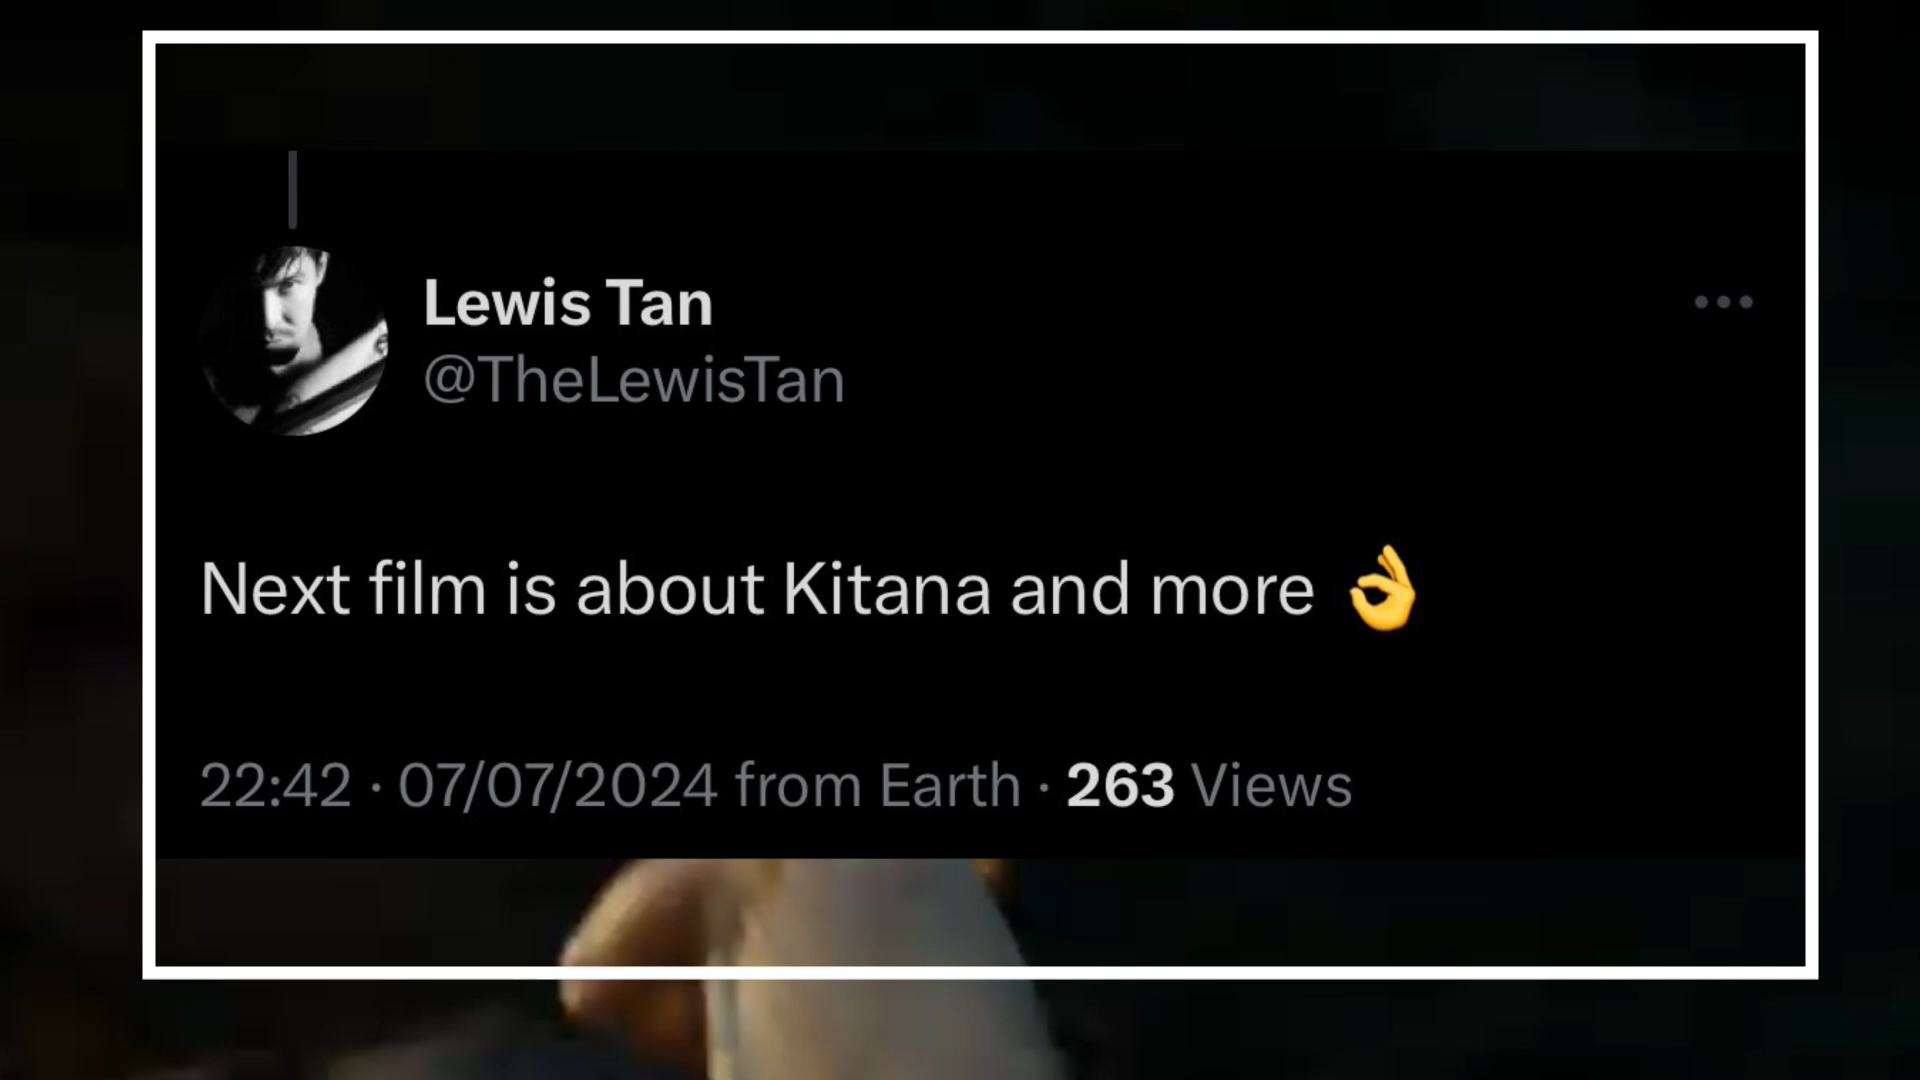 Lewis Tan
@TheLewisTan
Next film is about Kitana and more 👌
22:42 · 07/07/2024 from Earth · 263 Views